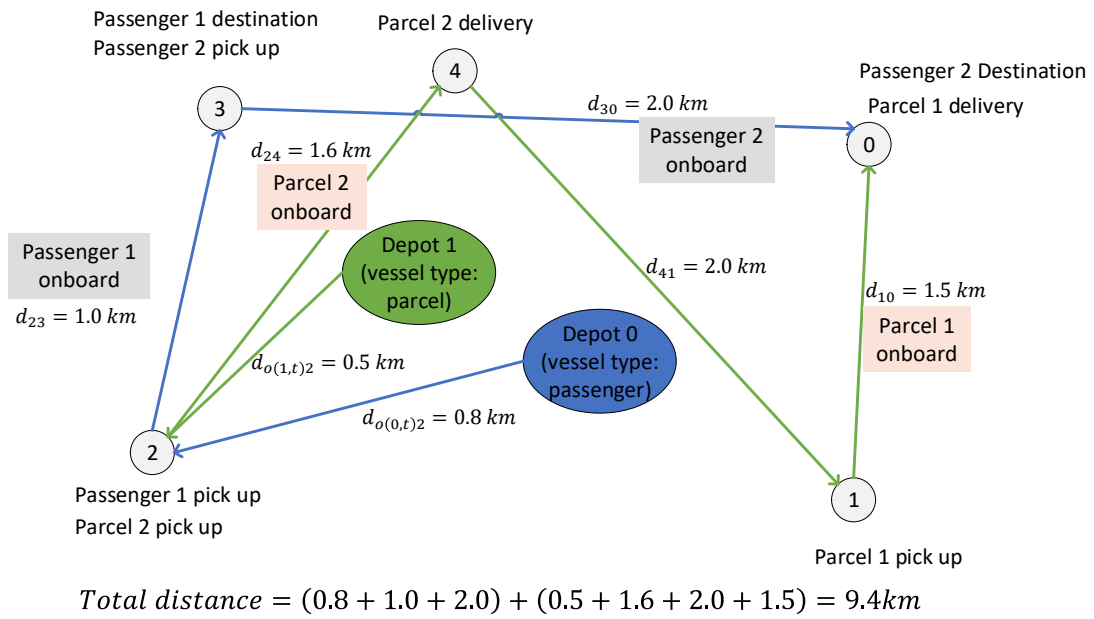 Passenger 1 destination
Passenger 2 pick up
Parcel 2 delivery
4
Passenger 2 Destination
Parcel 1 delivery
3
d₃₀ = 2.0 km
Passenger 2
onboard
0
d₂₄ = 1.6 km
Parcel 2
onboard
Passenger 1
onboard
d₂₃ = 1.0 km
Depot 1
(vessel type:
parcel)
d₄₁ = 2.0 km
d₁₀ = 1.5 km
Parcel 1
onboard
Depot 0
(vessel type:
passenger)
d_{o(1,t)2} = 0.5 km
d_{o(0,t)2} = 0.8 km
2
Passenger 1 pick up
Parcel 2 pick up
1
Parcel 1 pick up
Total distance = (0.8 + 1.0 + 2.0) + (0.5 + 1.6 + 2.0 + 1.5) = 9.4km